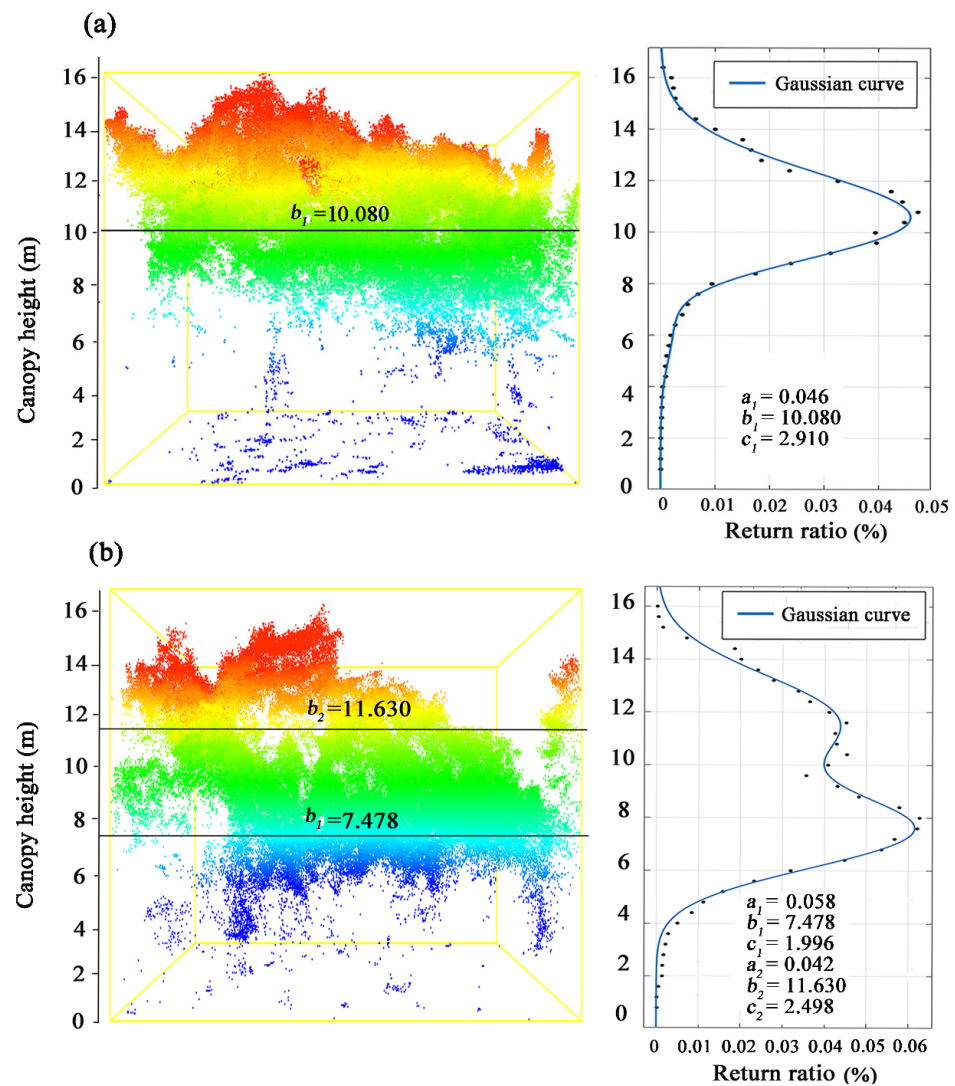 (a)
Canopy height (m)
16
14
12
10
8
6
4
2
0
b1 =10.080
16
14
12
10
8
6
4
2
0
Gaussian curve
a1 = 0.046
b1 = 10.080
c1 = 2.910
0 0.01 0.02 0.03 0.04 0.05
Return ratio (%)
(b)
Canopy height (m)
16
14
12
10
8
6
4
2
0
b2=11.630
b1=7.478
16
14
12
10
8
6
4
2
0
Gaussian curve
a1 = 0.058
b1 = 7.478
c1 = 1.996
a2 = 0.042
b2 = 11.630
c2 = 2.498
0 0.01 0.02 0.03 0.04 0.05 0.06
Return ratio (%)